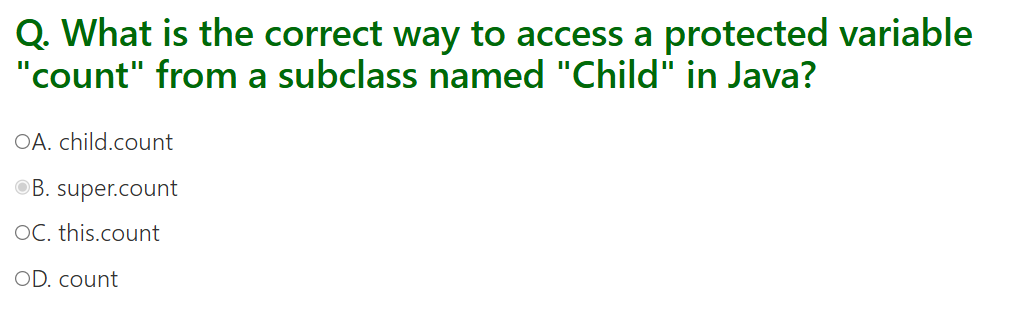 Q. What is the correct way to access a protected variable
"count" from a subclass named "Child" in Java?
A. child.count
B. super.count
C. this.count
D. count